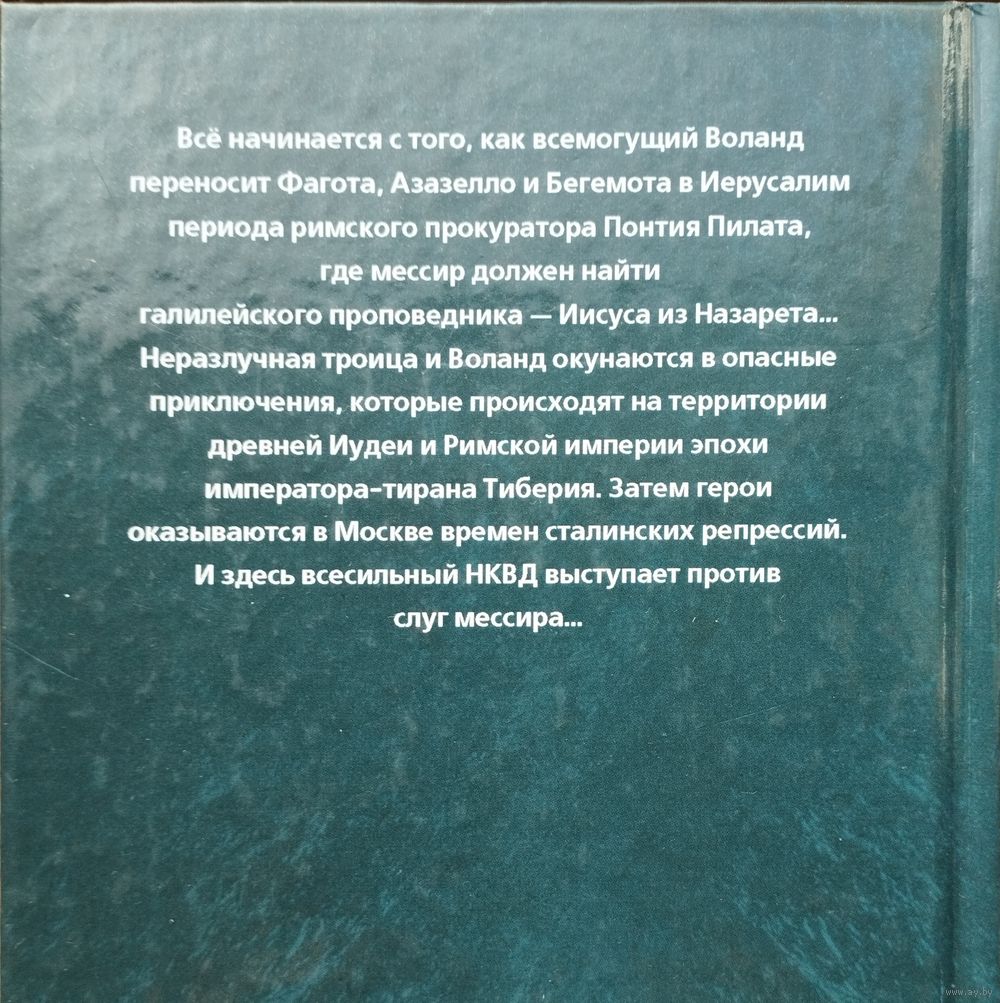 Всё начинается с того, как всемогущий Воланд
переносит Фагота, Азазелло и Бегемота в Иерусалим
периода римского прокуратора Понтия Пилата,
где мессир должен найти
галилейского проповедника — Иисуса из Назарета...
Неразлучная троица и Воланд окунаются в опасные
приключения, которые происходят на территории
древней Иудеи и Римской империи эпохи
императора-тирана Тиберия. Затем герои
оказываются в Москве времен сталинских репрессий.
И здесь всесильный НКВД выступает против
слуг мессира...
www.ay.by